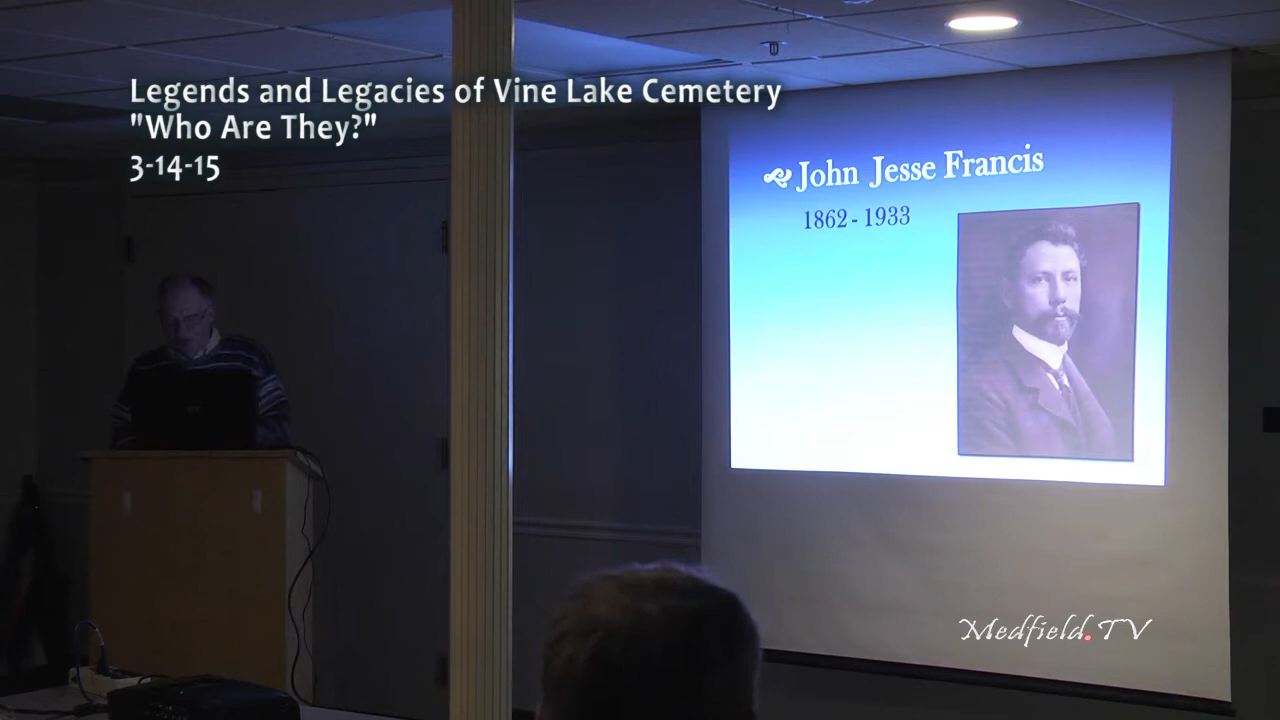 Legends and Legacies of Vine Lake Cemetery
"Who Are They?"
3-14-15
John Jesse Francis
1862 - 1933
Medfield.TV